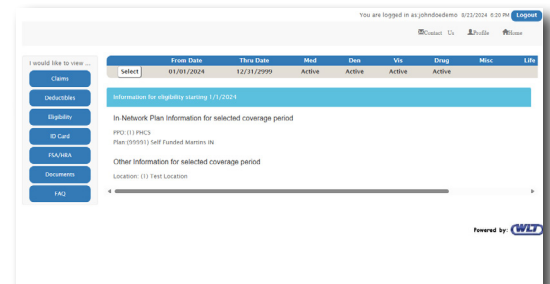 You are logged in as:johndoedemo 8/23/2024 8:20 PM Logout
Contact Us Profile Home
I would like to view ...
Claims
Deductibles
Eligibility
ID Card
FSA/HRA
Documents
FAQ
From Date Thru Date Med Den Vis Drug Misc Life
Select 01/01/2024 12/31/2999 Active Active Active Active
Information for eligibility starting 1/1/2024
In-Network Plan Information for selected coverage period
PPO: (1) PHCS
Plan: (99991) Self Funded Martins IN
Other Information for selected coverage period
Location: (1) Test Location
Powered by: WLT